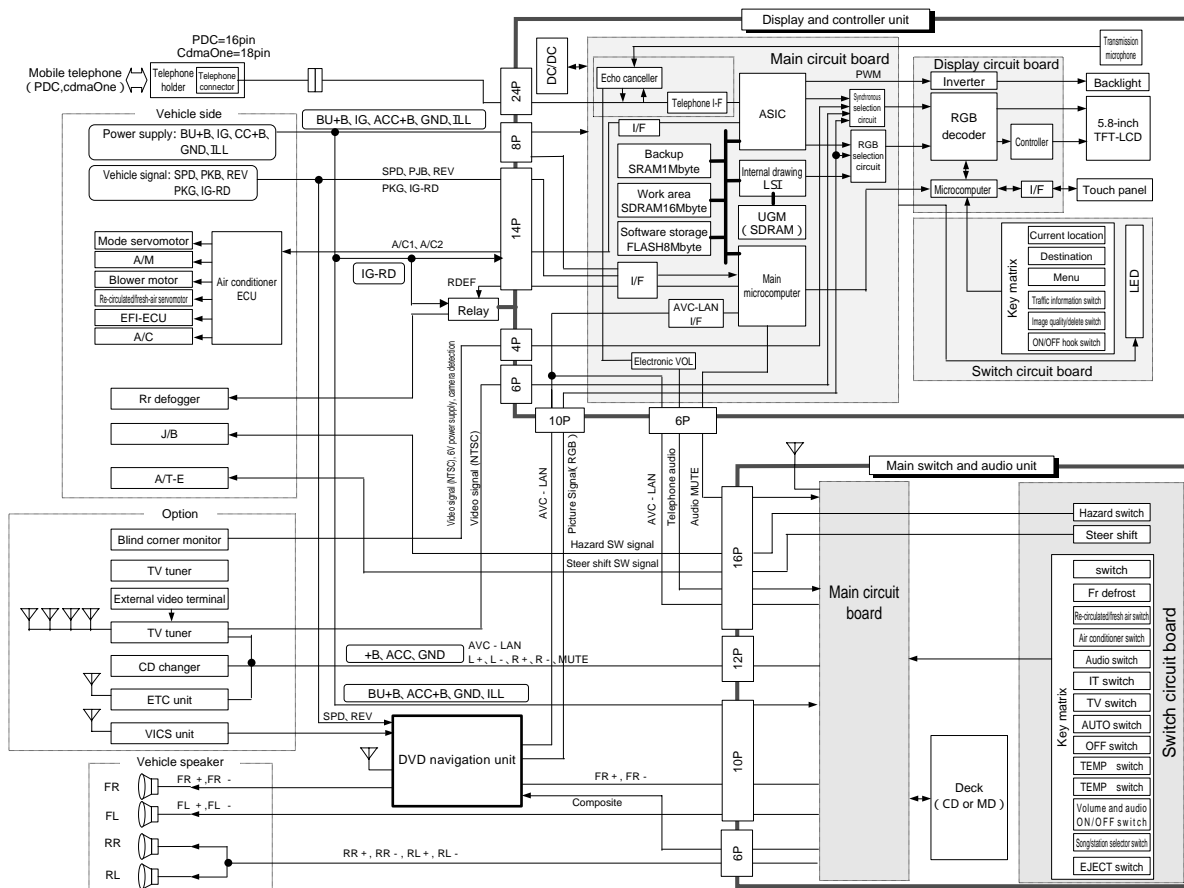 Display and controller unit
PDC=16pin
CdmaOne=18pin
Mobile telephone
( PDC, cdmaOne)
Telephone
holder
Telephone
connector
24P
DC/DC
Main circuit board
Echo canceller
Telephone I-F
ASIC
PWM
Synchronous
selection
circuit
RGB
selection
circuit
Transmission
microphone
Display circuit board
Inverter
Backlight
RGB
decoder
Controller
5.8-inch
TFT-LCD
Microcomputer
I/F
Touch panel
Vehicle side
Power supply: BU+B, IG, CC+B,
GND, ILL
BU+B, IG, ACC+B, GND, ILL
8P
I/F
Backup
SRAM1Mbyte
Work area
SDRAM16Mbyte
Software storage
FLASH8Mbyte
Internal drawing
LSI
UGM
( SDRAM )
Main
microcomputer
Vehicle signal: SPD, PKB, REV
PKG, IG-RD
SPD, PJB, REV
PKG, IG-RD
14P
A/C1, A/C2
IG-RD
RDEF
Relay
I/F
AVC-LAN
I/F
Electronic VOL
Mode servomotor
A/M
Blower motor
Re-circulated/fresh-air servomotor
EFI-ECU
A/C
Air conditioner
ECU
Key matrix
Current location
Destination
Menu
Traffic information switch
Image quality/delete switch
ON/OFF hook switch
LED
Switch circuit board
4P
6P
10P
6P
Rr defogger
J/B
A/T-E
Video signal (NTSC), 6V power supply, camera detection
Video signal (NTSC)
AVC - LAN
Picture Signal( RGB )
AVC - LAN
Telephone audio
Audio MUTE
Main switch and audio unit
Option
Blind corner monitor
TV tuner
External video terminal
TV tuner
CD changer
ETC unit
VICS unit
Hazard SW signal
Steer shift SW signal
16P
Main circuit
board
Hazard switch
Steer shift
+B, ACC, GND
AVC - LAN
L +, L -, R +, R -, MUTE
12P
BU+B, ACC+B, GND, ILL
SPD, REV
DVD navigation unit
10P
Vehicle speaker
FR
FR + ,FR -
FR + , FR -
FL
FL + ,FL -
Composite
RR
RL
RR + , RR - , RL + , RL -
6P
Deck
( CD or MD )
Key matrix
switch
Fr defrost
Re-circulated/fresh air switch
Air conditioner switch
Audio switch
IT switch
TV switch
AUTO switch
OFF switch
TEMP switch
TEMP switch
Volume and audio
ON/OFF switch
Song/station selector switch
EJECT switch
Switch circuit board